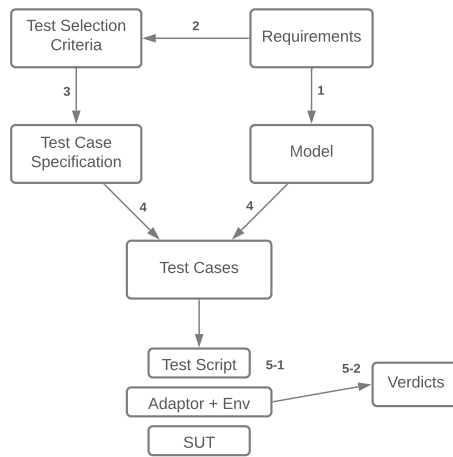 Test Selection
Criteria
2
Requirements
3
1
Test Case
Specification
Model
4
4
Test Cases
Test Script
5-1
5-2
Verdicts
Adaptor + Env
SUT